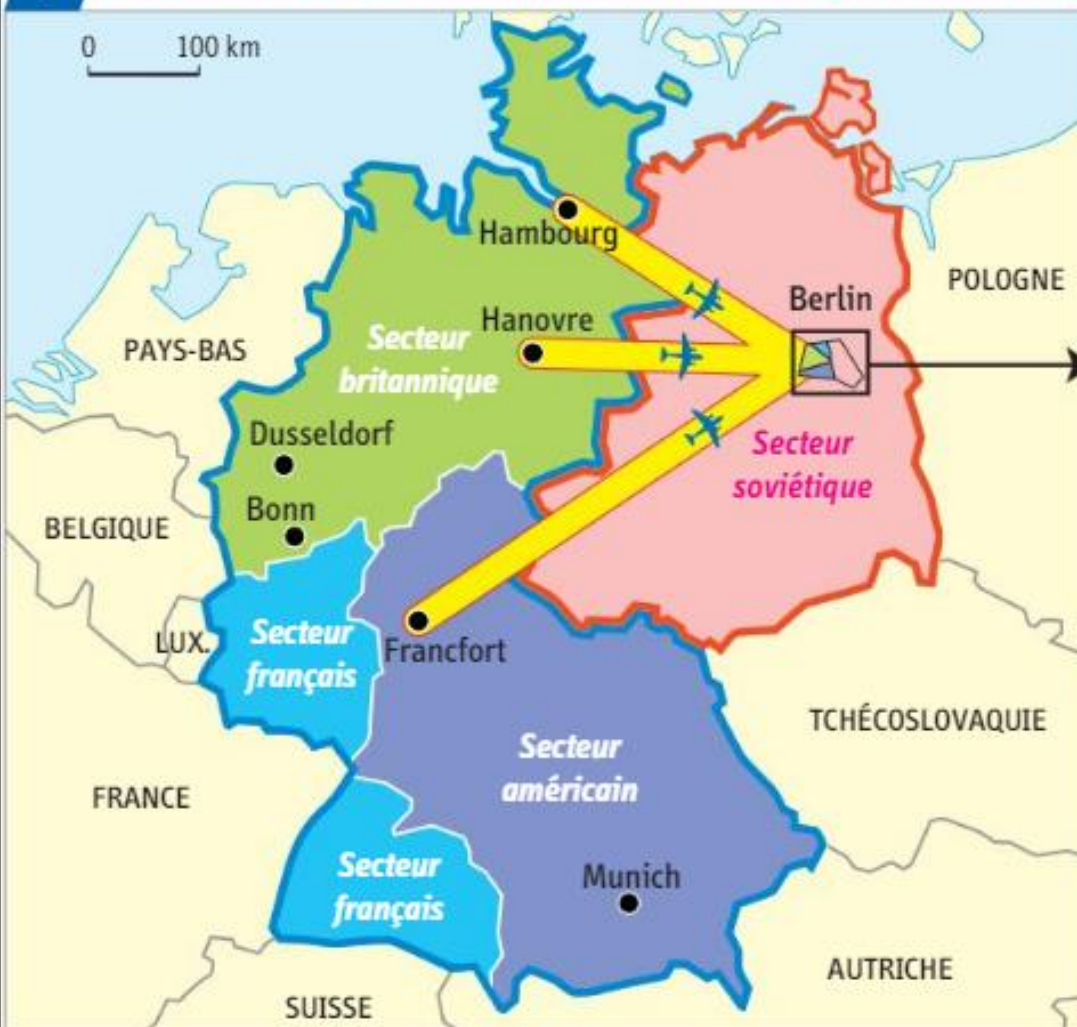 0 100 km
Hambourg
POLOGNE
Berlin
Hanovre
PAYS-BAS
Secteur
britannique
Dusseldorf
Secteur
soviétique
Bonn
BELGIQUE
LUX.
Secteur
français
Francfort
TCHÉCOSLOVAQUIE
Secteur
américain
FRANCE
Secteur
français
Munich
AUTRICHE
SUISSE